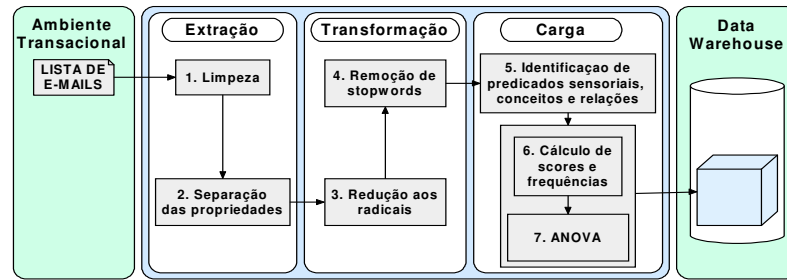 Ambiente
Transacional
LISTA DE
E-MAILS
Extração
1. Limpeza
2. Separação
das propriedades
Transformação
4. Remoção de
stopwords
3. Redução aos
radicais
Carga
5. Identificaçao de
predicados sensoriais,
conceitos e relações
6. Cálculo de
scores e
frequências
7. ANOVA
Data
Warehouse